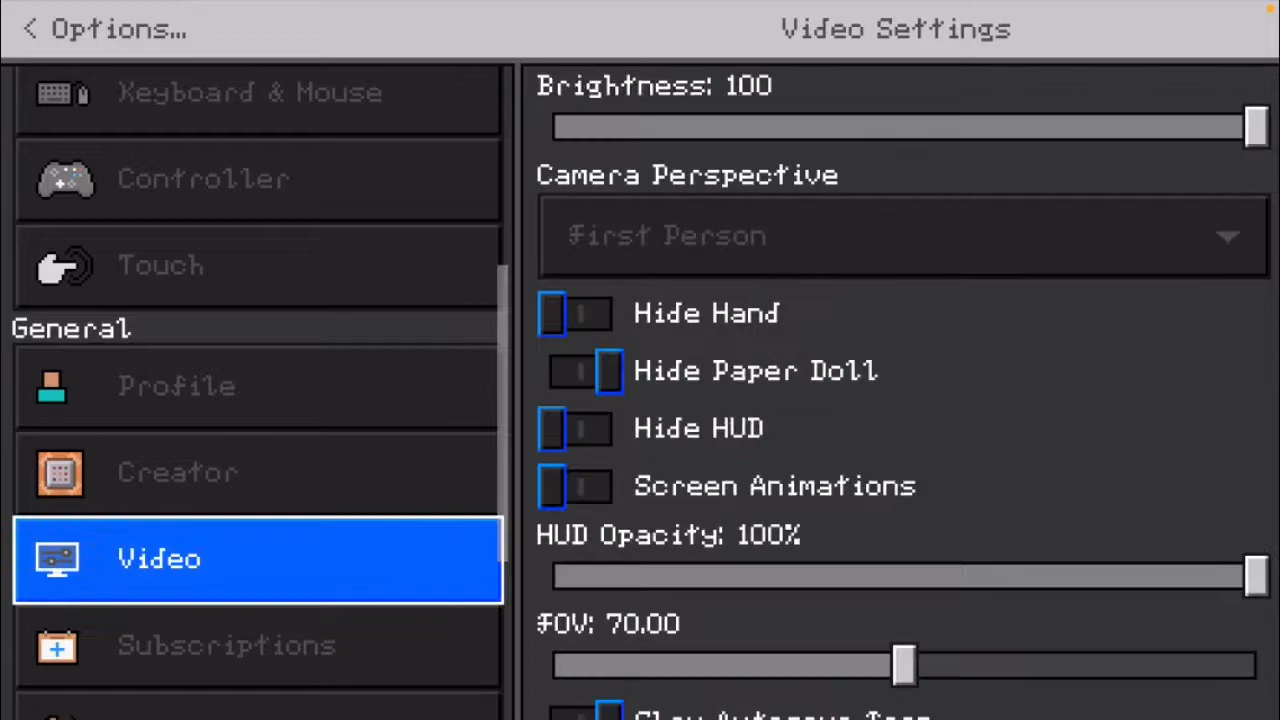 Options...
Video Settings
Keyboard & Mouse
Controller
Touch
General
Profile
Creator
Video
Subscriptions
Brightness: 100
Camera Perspective
First Person
Hide Hand
Hide Paper Doll
Hide HUD
Screen Animations
HUD Opacity: 100%
FOV: 70.00